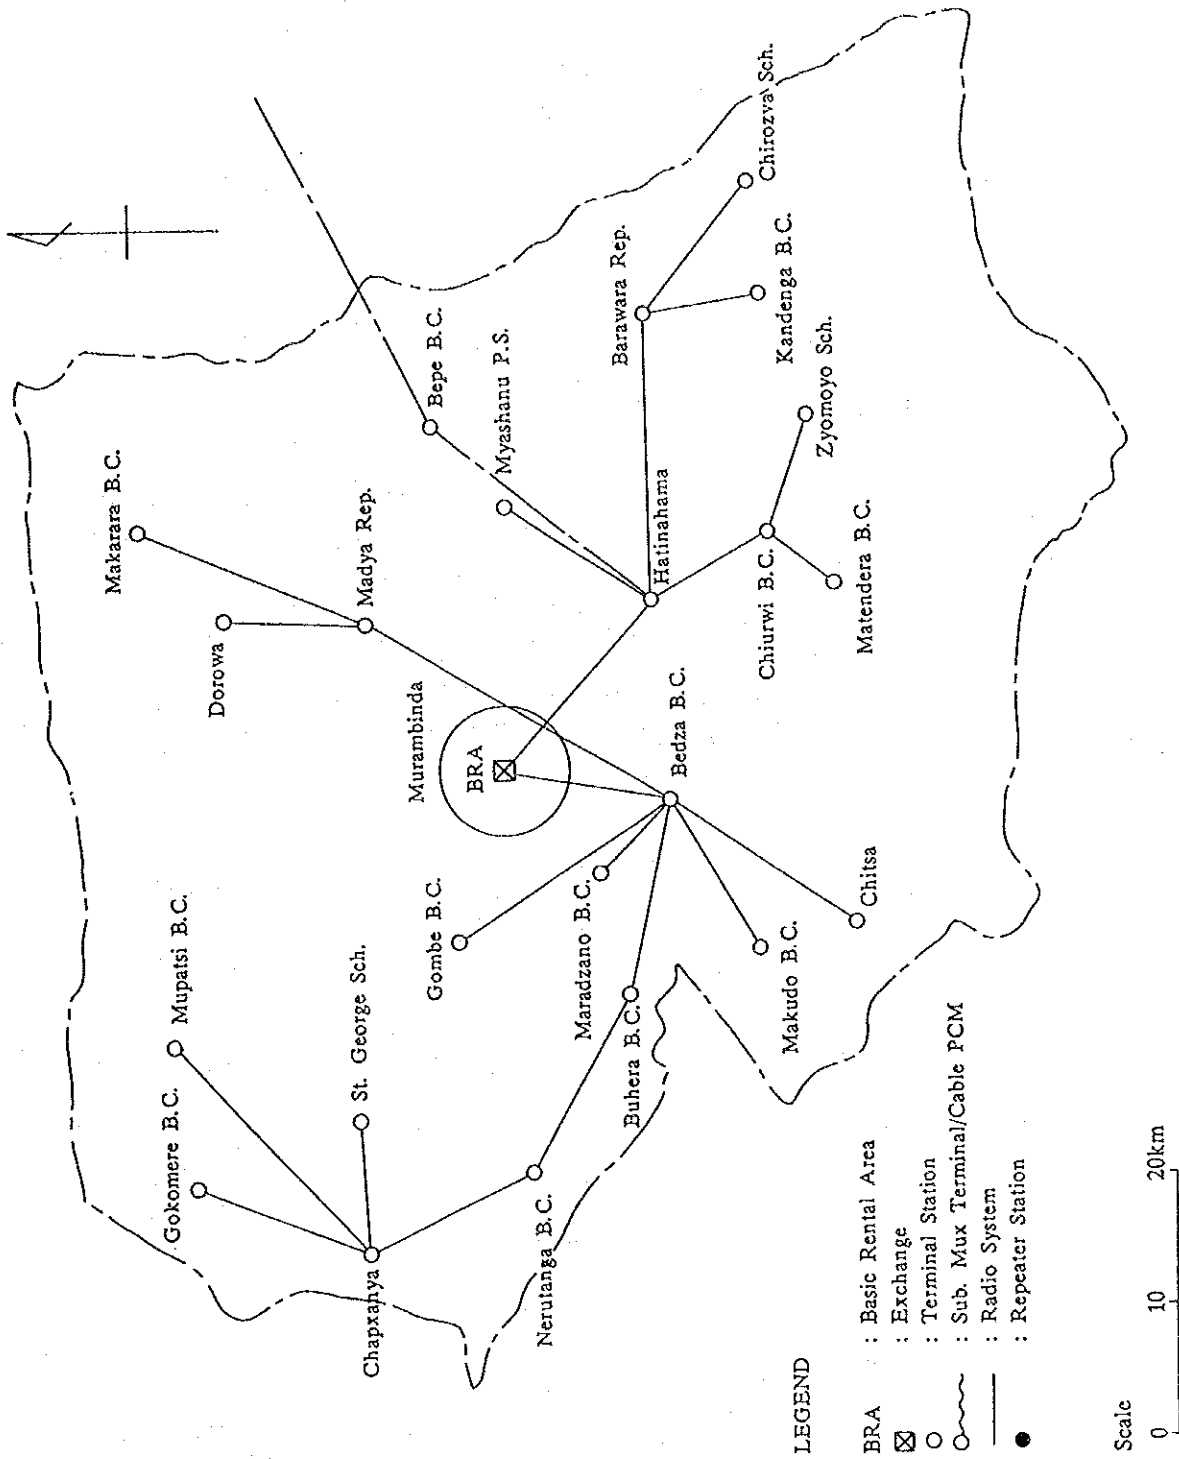 Makarara B.C.
Dorowa
Madya Rep.
Bepe B.C.
Myashanu P.S.
Mupatsi B.C.
Gokomere B.C.
St. George Sch.
Chapxanya
Nerutanga B.C.
Gombe B.C.
Murambinda
BRA
Maradzano B.C.
Buhera B.C.
Bedza B.C.
Makudo B.C.
Chitsa
Hatinahama
Barawara Rep.
Chirozva Sch.
Kandenga B.C.
Chiurwi B.C.
Zyomoyo Sch.
Matendera B.C.
LEGEND
BRA : Basic Rental Area
: Exchange
: Terminal Station
: Sub. Mux Terminal/Cable PCM
: Radio System
: Repeater Station
Scale
0 10 20km